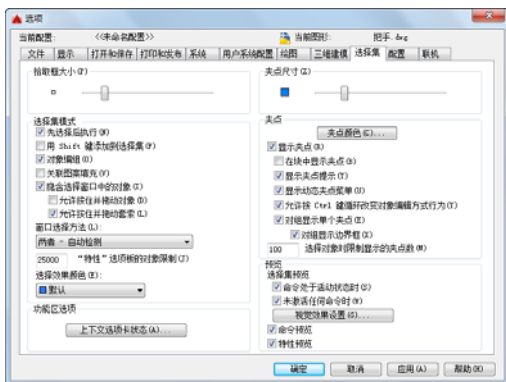 选项
当前配置: <<未命名配置>> 当前图形: 把手.dwg
文件 显示 打开和保存 打印和发布 系统 用户系统配置 绘图 三维建模 选择集 配置 联机
拾取框大小(P)
选择集模式
先选择后执行(N)
用 Shift 键添加到选择集(F)
对象编组(O)
关联图案填充(V)
隐含选择窗口中的对象(I)
允许按住并拖动对象(D)
允许按住并拖动套索(L)
窗口选择方法(L):
两者 - 自动检测
25000 “特性”选项板的对象限制(J)
选择效果颜色(E):
默认
功能区选项
上下文选项卡状态(A)...
夹点尺寸(Z)
夹点
夹点颜色(C)...
显示夹点(R)
在块中显示夹点(B)
显示夹点提示(T)
显示动态夹点菜单(U)
允许按 Ctrl 键循环改变对象编辑方式行为(Y)
对组显示单个夹点(E)
对组显示边界框(X)
100 选择对象时限制显示的夹点数(M)
预览
选择集预览
命令处于活动状态时(S)
未激活任何命令时(W)
视觉效果设置(G)...
命令预览
特性预览
确定 取消 应用(A) 帮助(H)